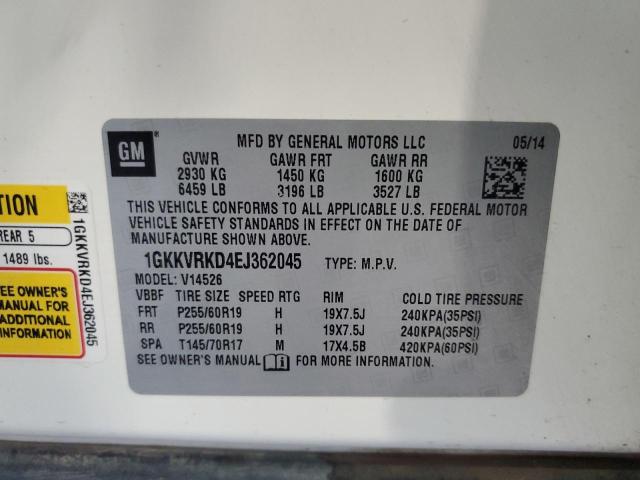 TION
REAR 5
1489 lbs.
SEE OWNER'S
MANUAL FOR
ADDITIONAL
INFORMATION
1GKKVRKD4EJ362045
GM
MFD BY GENERAL MOTORS LLC 05/14
GVWR GAWR FRT GAWR RR
2930 KG 1450 KG 1600 KG
6459 LB 3196 LB 3527 LB
THIS VEHICLE CONFORMS TO ALL APPLICABLE U.S. FEDERAL MOTOR
VEHICLE SAFETY STANDARDS IN EFFECT ON THE DATE OF
MANUFACTURE SHOWN ABOVE.
1GKKVRKD4EJ362045 TYPE: M.P.V.
MODEL: V14526
VBBF TIRE SIZE SPEED RTG RIM COLD TIRE PRESSURE
FRT P255/60R19 H 19X7.5J 240KPA(35PSI)
RR P255/60R19 H 19X7.5J 240KPA(35PSI)
SPA T145/70R17 M 17X4.5B 420KPA(60PSI)
SEE OWNER'S MANUAL FOR MORE INFORMATION.